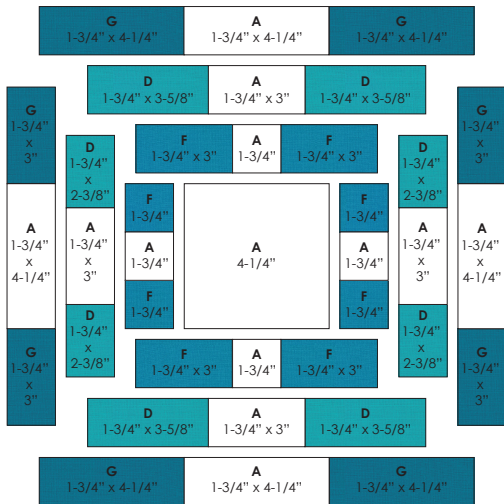 G
1-3/4” x 4-1/4”
A
1-3/4” x 4-1/4”
G
1-3/4” x 4-1/4”
D
1-3/4” x 3-5/8”
A
1-3/4” x 3”
D
1-3/4” x 3-5/8”
F
1-3/4” x 3”
A
1-3/4”
F
1-3/4” x 3”
G
1-3/4”
x
3”
A
1-3/4”
x
4-1/4”
G
1-3/4”
x
3”
D
1-3/4”
x
2-3/8”
A
1-3/4”
x
3”
D
1-3/4”
x
2-3/8”
F
1-3/4”
A
1-3/4”
F
1-3/4”
A
4-1/4”
F
1-3/4”
A
1-3/4”
F
1-3/4”
D
1-3/4”
x
2-3/8”
A
1-3/4”
x
3”
D
1-3/4”
x
2-3/8”
G
1-3/4”
x
3”
A
1-3/4”
x
4-1/4”
G
1-3/4”
x
3”
F
1-3/4” x 3”
A
1-3/4”
F
1-3/4” x 3”
D
1-3/4” x 3-5/8”
A
1-3/4” x 3”
D
1-3/4” x 3-5/8”
G
1-3/4” x 4-1/4”
A
1-3/4” x 4-1/4”
G
1-3/4” x 4-1/4”